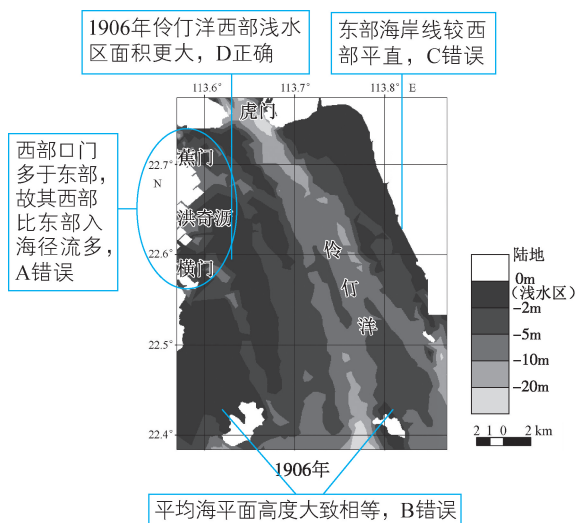 1906年伶仃洋西部浅水
区面积更大，D正确
东部海岸线较西
部平直，C错误
113.6° 113.7° 113.8° E
虎门
西部口门
多于东部，
故其西部
比东部入
海径流多，
A错误
22.7°
N
蕉门
洪奇沥
22.6°
横门
伶
仃
洋
22.5°
22.4°
陆地
0m
(浅水区)
-2m
-5m
-10m
-20m
2 1 0 2 km
1906年
平均海平面高度大致相等，B错误